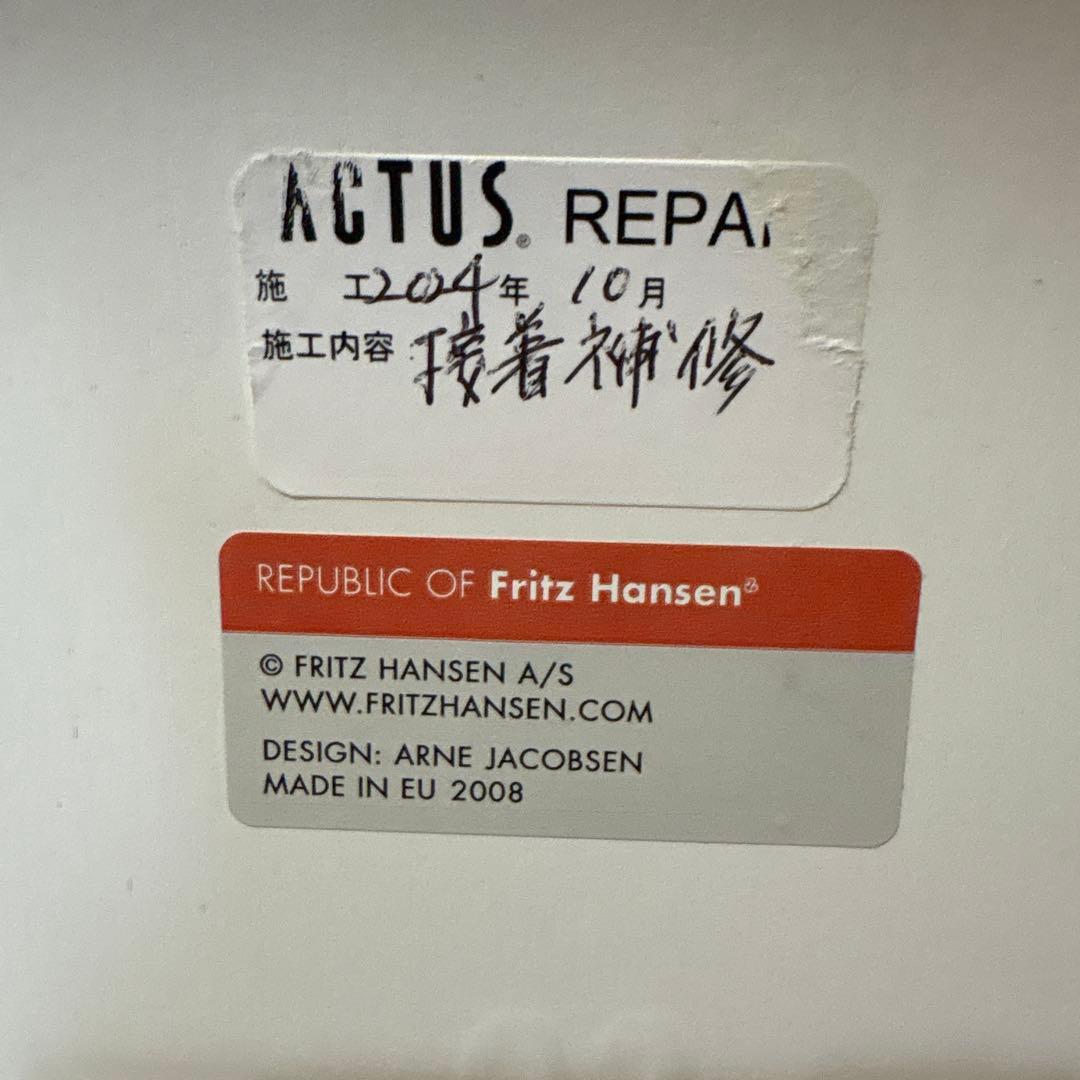 ACTUS® REPAI
施 工2024年 10月
施工内容 接着補修
REPUBLIC OF Fritz Hansen®
© FRITZ HANSEN A/S
WWW.FRITZHANSEN.COM
DESIGN: ARNE JACOBSEN
MADE IN EU 2008